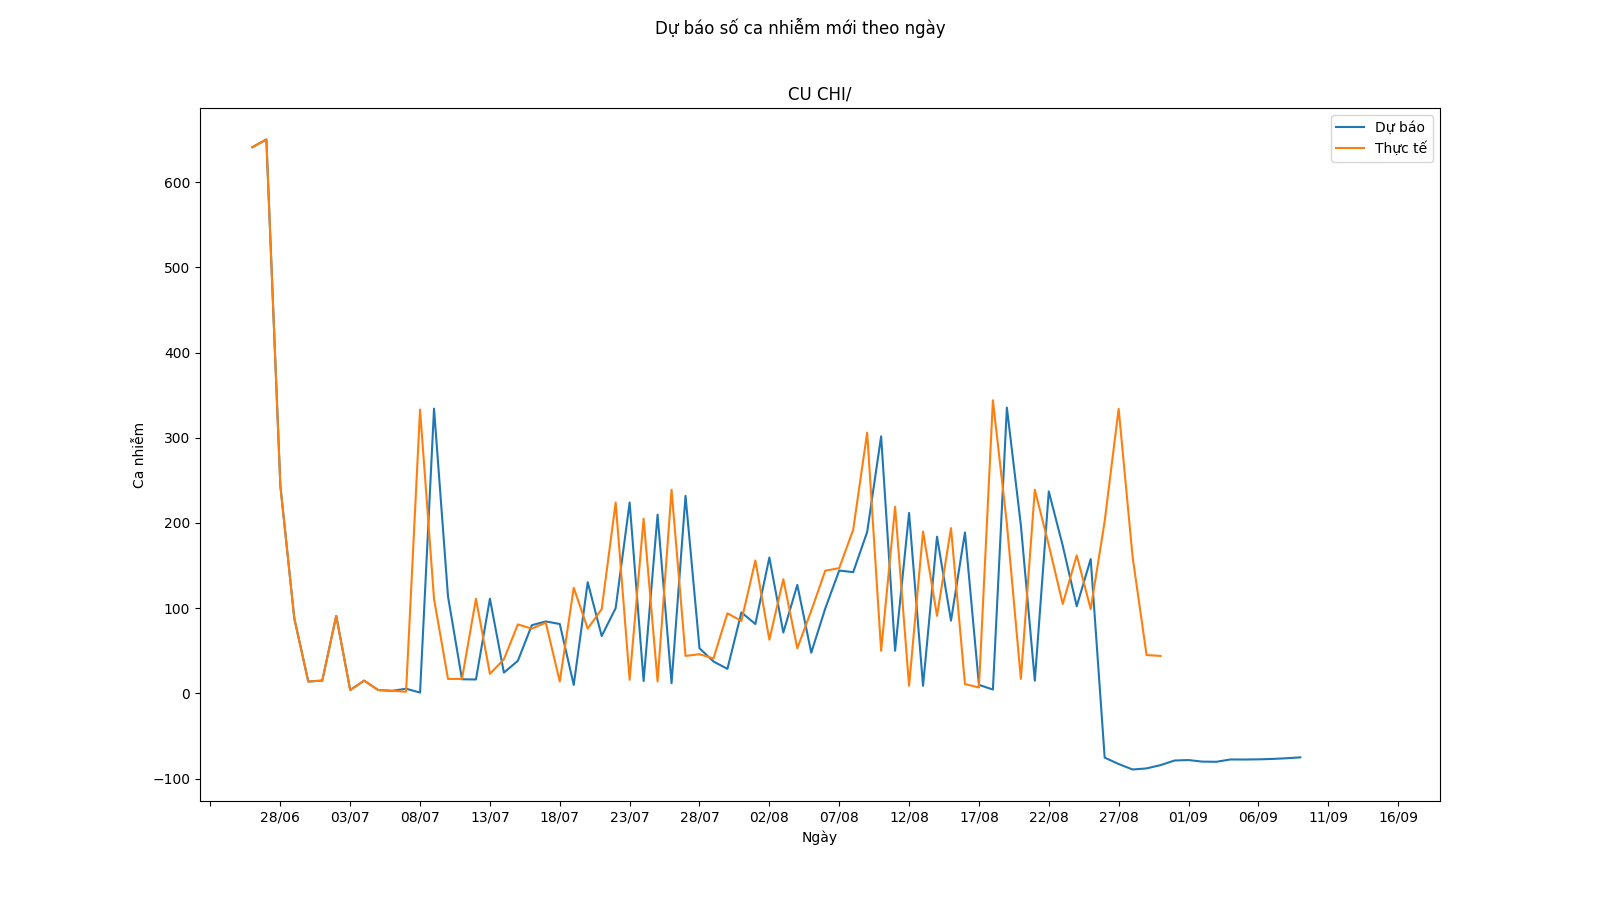 Dự báo số ca nhiễm mới theo ngày
CU CHI/
Dự báo
Thực tế
600
500
400
300
200
100
0
−100
Ca nhiễm
28/06 03/07 08/07 13/07 18/07 23/07 28/07 02/08 07/08 12/08 17/08 22/08 27/08 01/09 06/09 11/09 16/09
Ngày